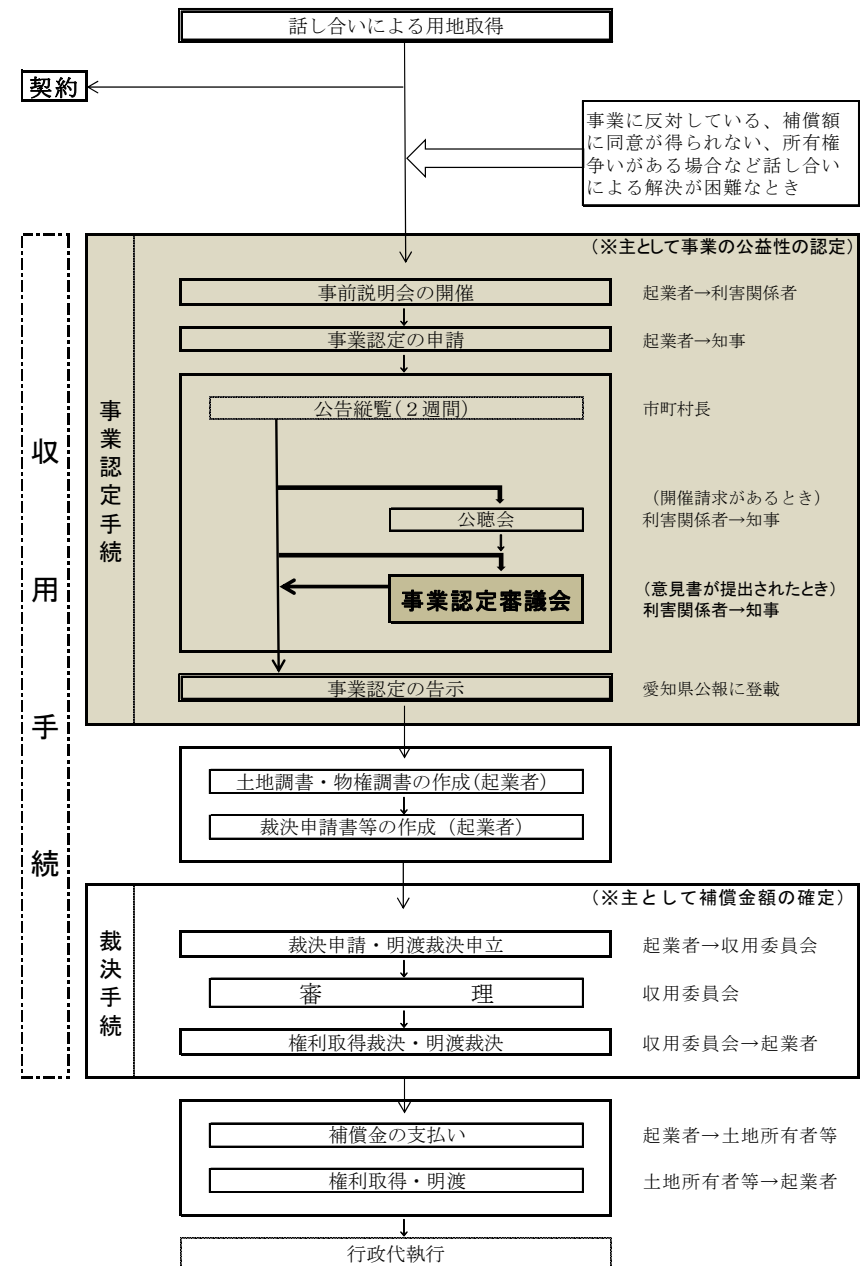 話し合いによる用地取得
契約
事業に反対している、補償額
に同意が得られない、所有権
争いがある場合など話し合い
による解決が困難なとき
収用手続
事業認定手続
(※主として事業の公益性の認定)
事前説明会の開催
起業者→利害関係者
事業認定の申請
起業者→知事
公告縦覧(2週間)
市町村長
(開催請求があるとき)
公聴会
利害関係者→知事
事業認定審議会
(意見書が提出されたとき)
利害関係者→知事
事業認定の告示
愛知県公報に登載
土地調書・物権調書の作成(起業者)
裁決申請書等の作成（起業者）
裁決手続
(※主として補償金額の確定)
裁決申請・明渡裁決申立
起業者→収用委員会
審　　　理
収用委員会
権利取得裁決・明渡裁決
収用委員会→起業者
補償金の支払い
起業者→土地所有者等
権利取得・明渡
土地所有者等→起業者
行政代執行